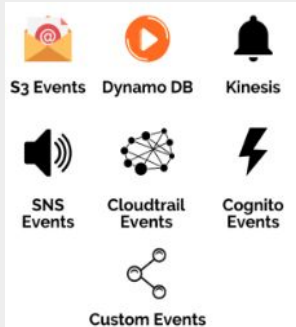 S3 Events
Dynamo DB
Kinesis
SNS
Events
Cloudtrail
Events
Cognito
Events
Custom Events